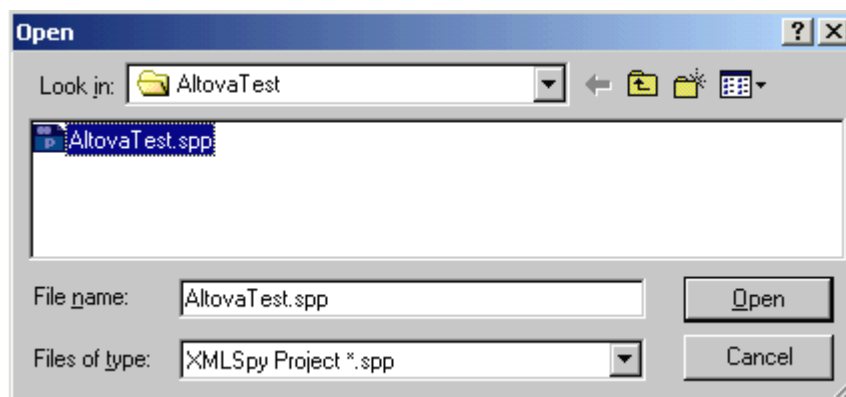 Open
Look in: AltovaTest
AltovaTest.spp
File name: AltovaTest.spp Open
Files of type: XMLSpy Project *.spp Cancel